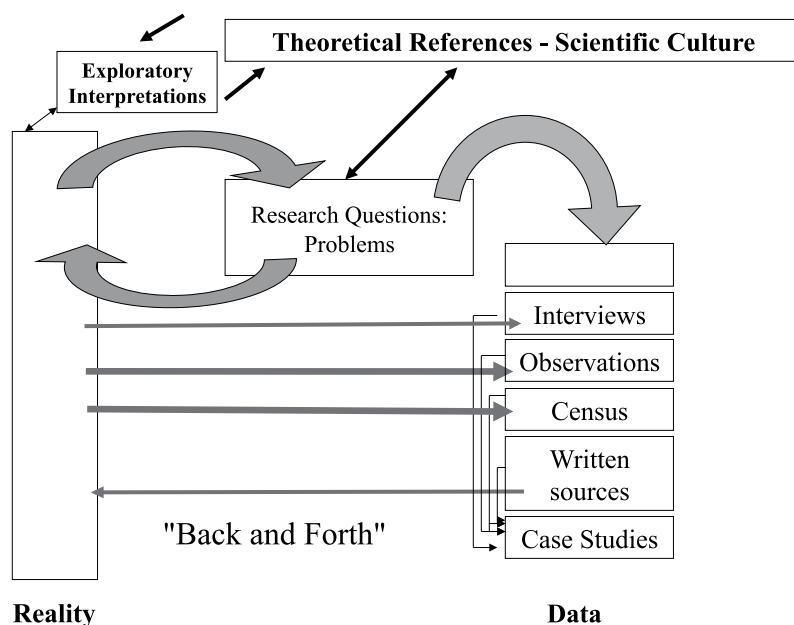 Theoretical References - Scientific Culture
Exploratory
Interpretations
Research Questions:
Problems
Interviews
Observations
Census
Written
sources
Case Studies
"Back and Forth"
Reality
Data